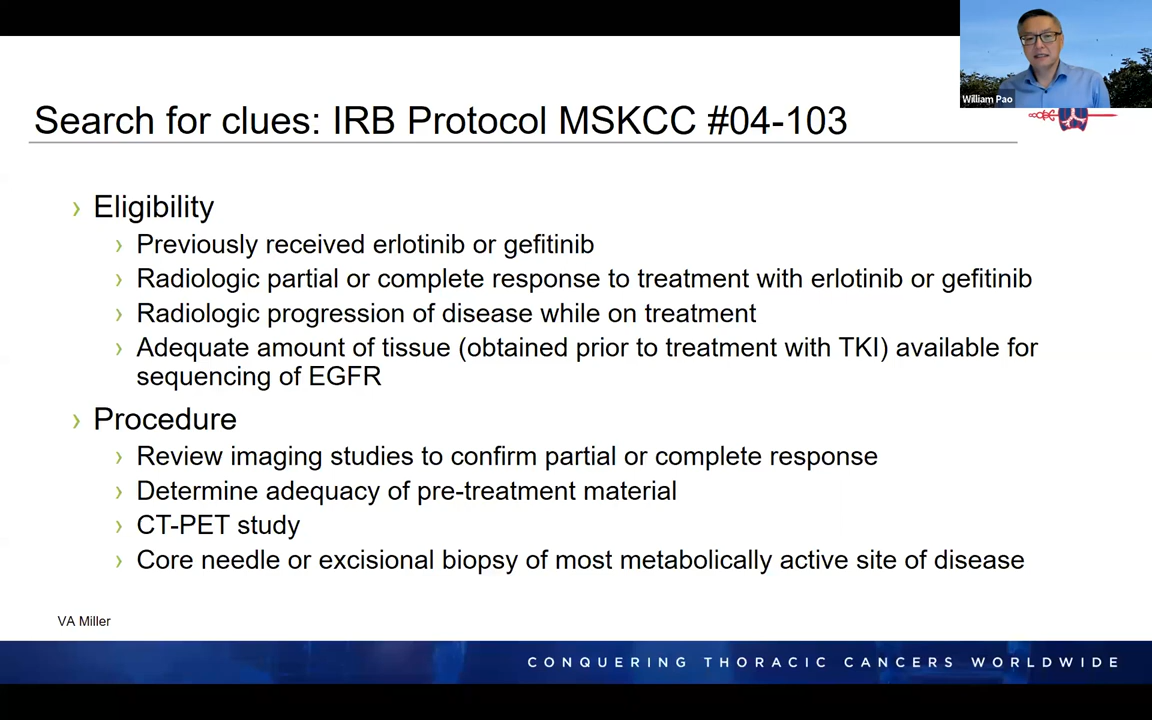 William Pao
Search for clues: IRB Protocol MSKCC #04-103
› Eligibility
› Previously received erlotinib or gefitinib
› Radiologic partial or complete response to treatment with erlotinib or gefitinib
› Radiologic progression of disease while on treatment
› Adequate amount of tissue (obtained prior to treatment with TKI) available for
sequencing of EGFR
› Procedure
› Review imaging studies to confirm partial or complete response
› Determine adequacy of pre-treatment material
› CT-PET study
› Core needle or excisional biopsy of most metabolically active site of disease
VA Miller
CONQUERING THORACIC CANCERS WORLDWIDE